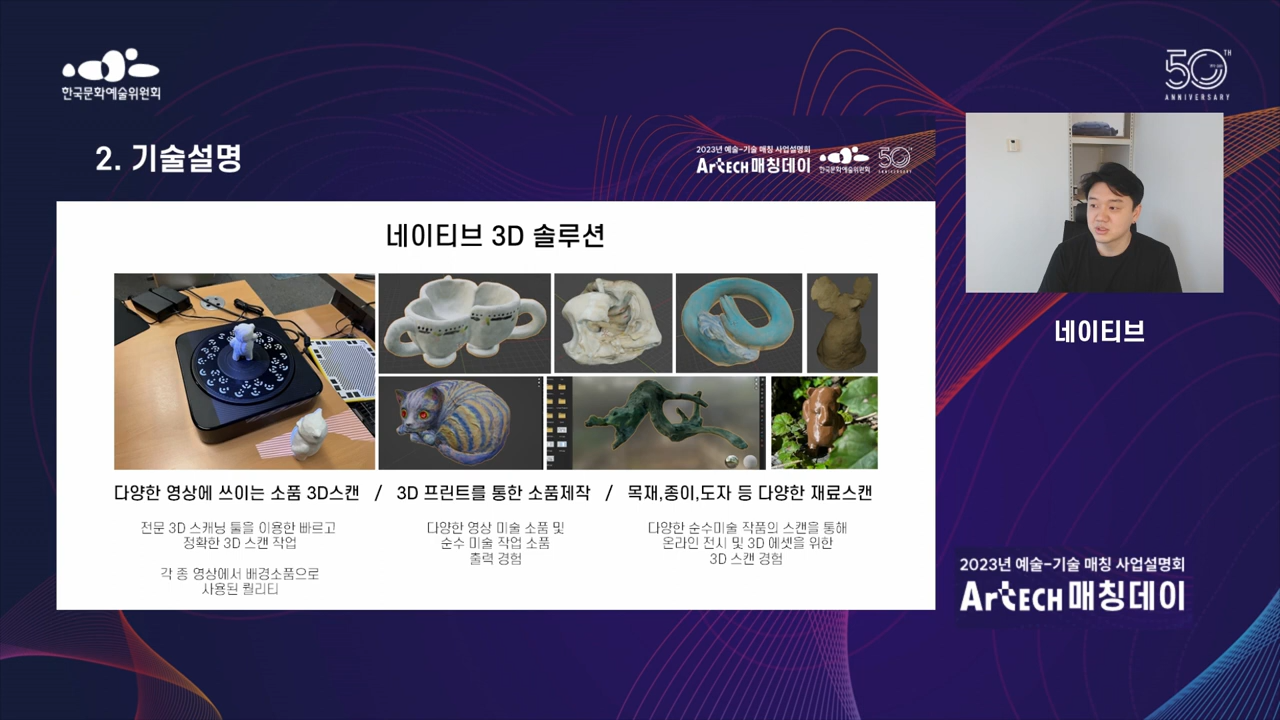 한국문화예술위원회
50TH
ANNIVERSARY
2. 기술설명
2023년 예술-기술 매칭 사업설명회
ARTECH 매칭데이
한국문화예술위원회
50
네이티브 3D 솔루션
다양한 영상에 쓰이는 소품 3D스캔 / 3D 프린트를 통한 소품제작 / 목재,종이,도자 등 다양한 재료스캔
전문 3D 스캐닝 툴을 이용한 빠르고
정확한 3D 스캔 작업
각 종 영상에서 배경소품으로
사용된 퀄리티
다양한 영상 미술 소품 및
순수 미술 작업 소품
출력 경험
다양한 순수미술 작품의 스캔을 통해
온라인 전시 및 3D 에셋을 위한
3D 스캔 경험
네이티브
2023년 예술-기술 매칭 사업설명회
ARTECH 매칭데이